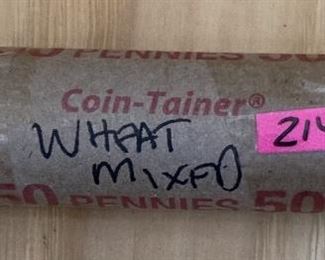 50 PENNIES 50
Coin-Tainer®
WHEAT
MIXED
214
50 PENNIES 50